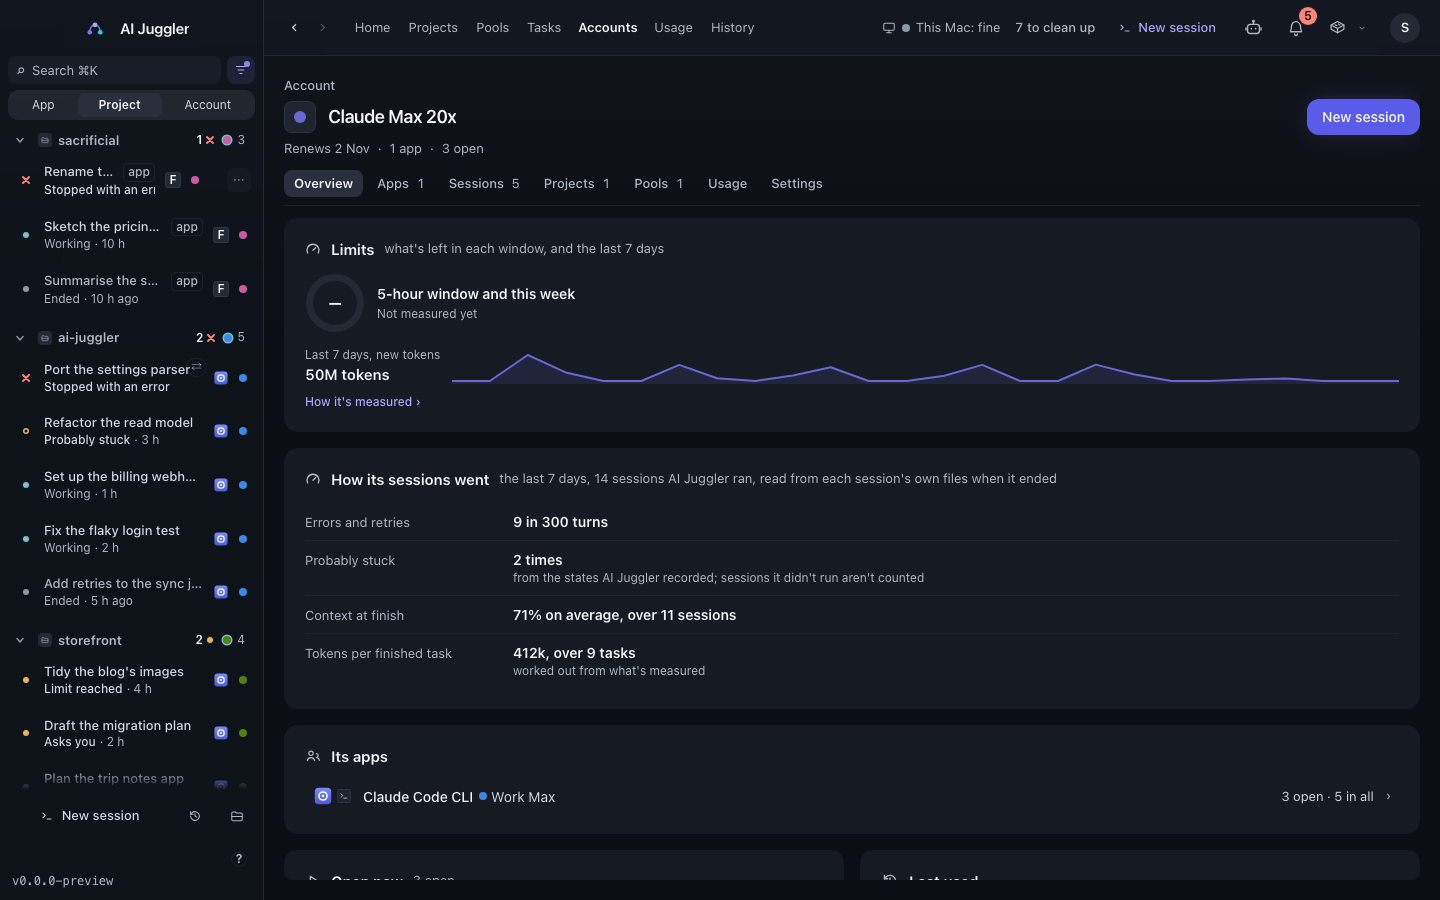 AI Juggler
Search ⌘K
App Project Account
sacrificial 1 3
Rename t... app F
Stopped with an err
Sketch the pricin... app F
Working · 10 h
Summarise the s... app F
Ended · 10 h ago
ai-juggler 2 5
Port the settings parser
Stopped with an error
Refactor the read model
Probably stuck · 3 h
Set up the billing webh...
Working · 1 h
Fix the flaky login test
Working · 2 h
Add retries to the sync j...
Ended · 5 h ago
storefront 2 4
Tidy the blog's images
Limit reached · 4 h
Draft the migration plan
Asks you · 2 h
Plan the trip notes app
New session
?
v0.0.0-preview
Home Projects Pools Tasks Accounts Usage History
This Mac: fine 7 to clean up New session 5 S
Account
Claude Max 20x
New session
Renews 2 Nov · 1 app · 3 open
Overview Apps 1 Sessions 5 Projects 1 Pools 1 Usage Settings
Limits what's left in each window, and the last 7 days
–
5-hour window and this week
Not measured yet
Last 7 days, new tokens
50M tokens
How it's measured ›
How its sessions went the last 7 days, 14 sessions AI Juggler ran, read from each session's own files when it ended
Errors and retries 9 in 300 turns
Probably stuck 2 times
from the states AI Juggler recorded; sessions it didn't run aren't counted
Context at finish 71% on average, over 11 sessions
Tokens per finished task 412k, over 9 tasks
worked out from what's measured
Its apps
Claude Code CLI Work Max 3 open · 5 in all ›
Open now 3 open
Last used